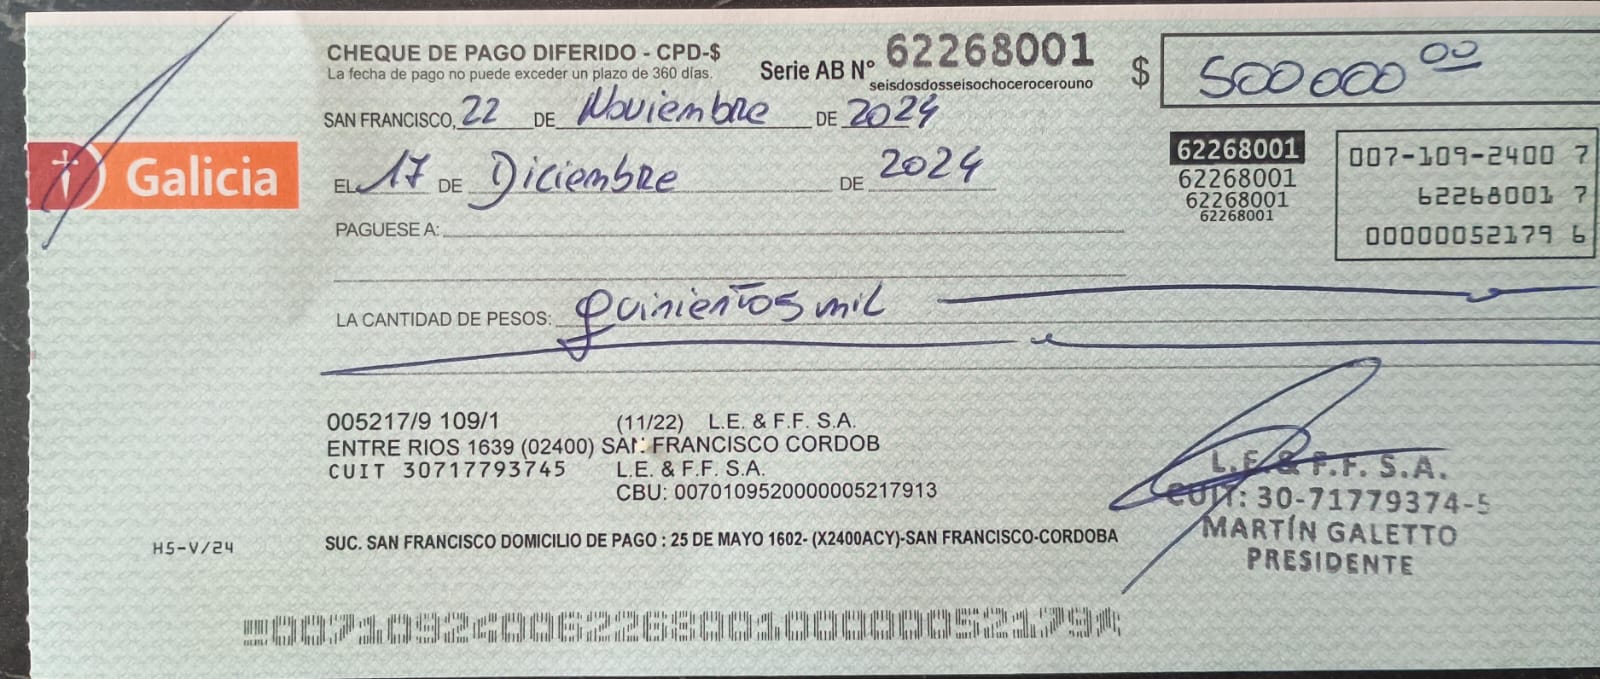 CHEQUE DE PAGO DIFERIDO - CPD-$
La fecha de pago no puede exceder un plazo de 360 días.
Serie AB N° 62268001
seisdosdosseisochocerocerouno
$ 500000 00
SAN FRANCISCO, 22 DE Noviembre DE 2024
Galicia
EL 17 DE Diciembre DE 2024
62268001
62268001
62268001
62268001
007-109-2400 7
62268001 7
00000052179 6
PAGUESE A:
LA CANTIDAD DE PESOS: quinientos mil
005217/9 109/1 (11/22) L.E. & F.F. S.A.
ENTRE RIOS 1639 (02400) SAN FRANCISCO CORDOB
CUIT 30717793745 L.E. & F.F. S.A.
CBU: 0070109520000005217913
L.E. & F.F. S.A.
CUIT: 30-71779374-5
MARTÍN GALETTO
PRESIDENTE
H5-V/24
SUC. SAN FRANCISCO DOMICILIO DE PAGO : 25 DE MAYO 1602- (X2400ACY)-SAN FRANCISCO-CORDOBA
007109240062268001000000521796